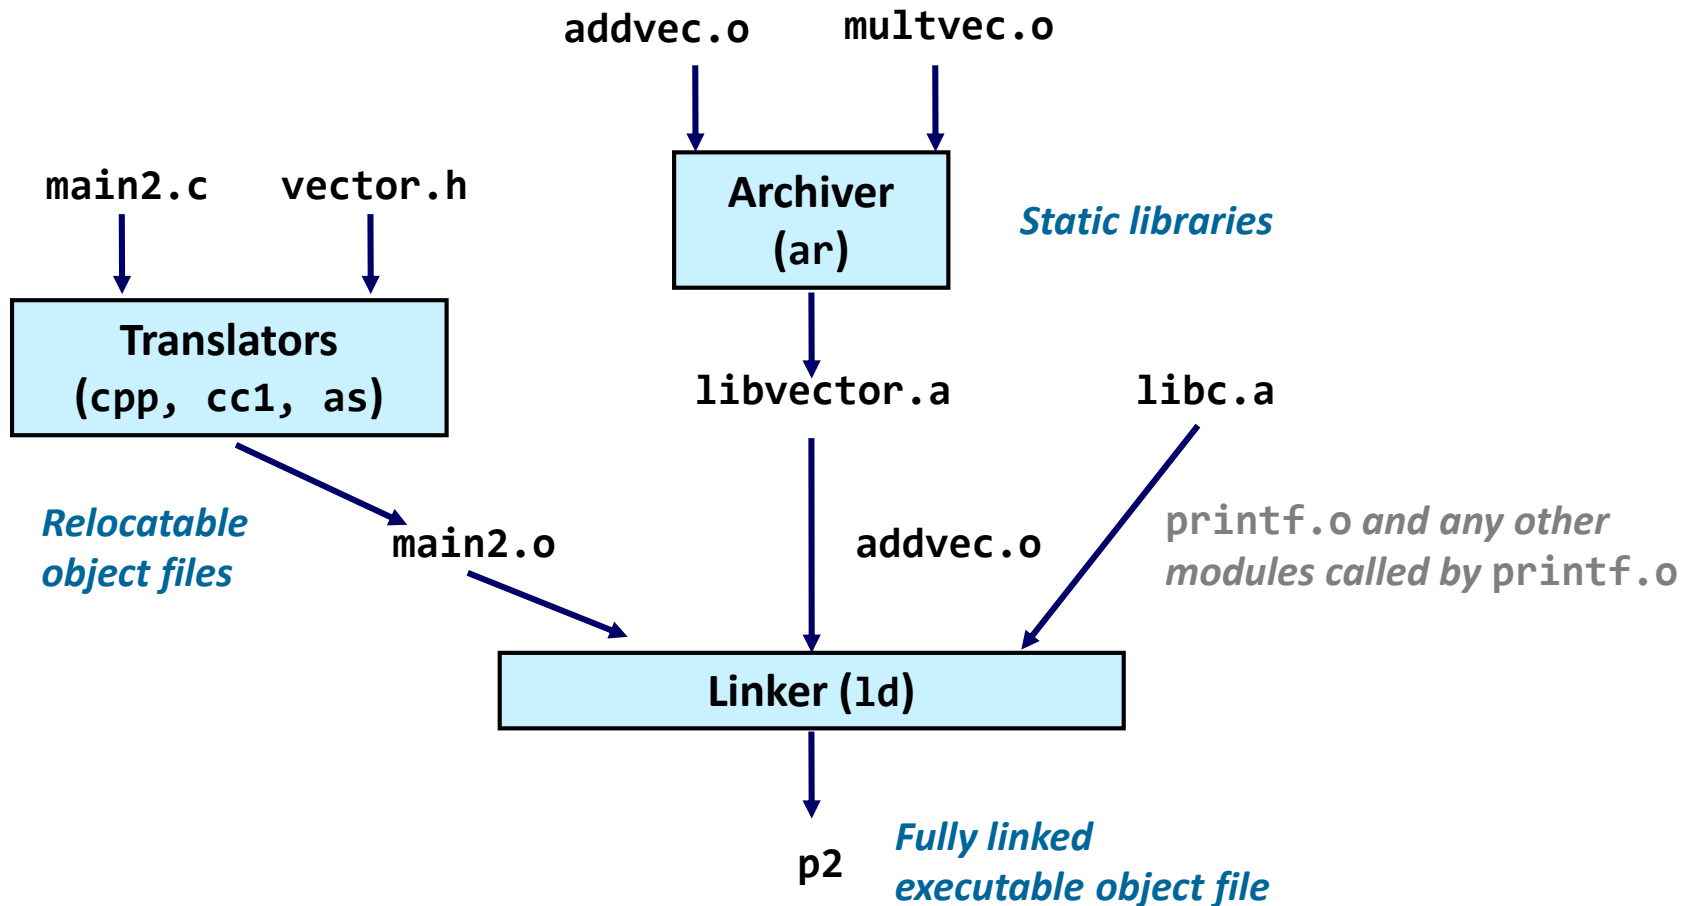 addvec.o multvec.o
main2.c vector.h
Archiver
(ar)
Static libraries
Translators
(cpp, cc1, as)
libvector.a libc.a
Relocatable
object files
main2.o
addvec.o
printf.o and any other
modules called by printf.o
Linker (ld)
p2
Fully linked
executable object file